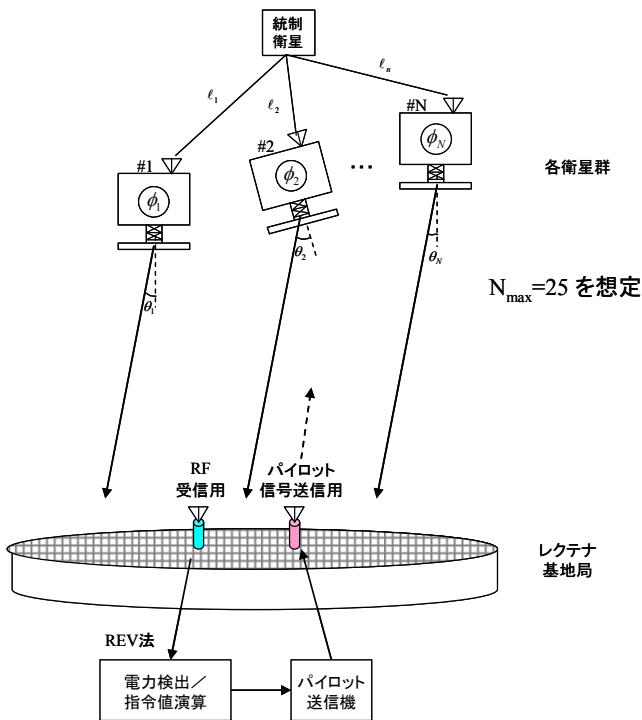 統制
衛星
ℓ₁
ℓ₂
ℓₙ
#1
#2
#N
ϕ₁
ϕ₂
…
ϕ_N
各衛星群
θ₁
θ₂
θ_N
N_max=25 を想定
RF
受信用
パイロット
信号送信用
レクテナ
基地局
REV法
電力検出／
指令値演算
パイロット
送信機